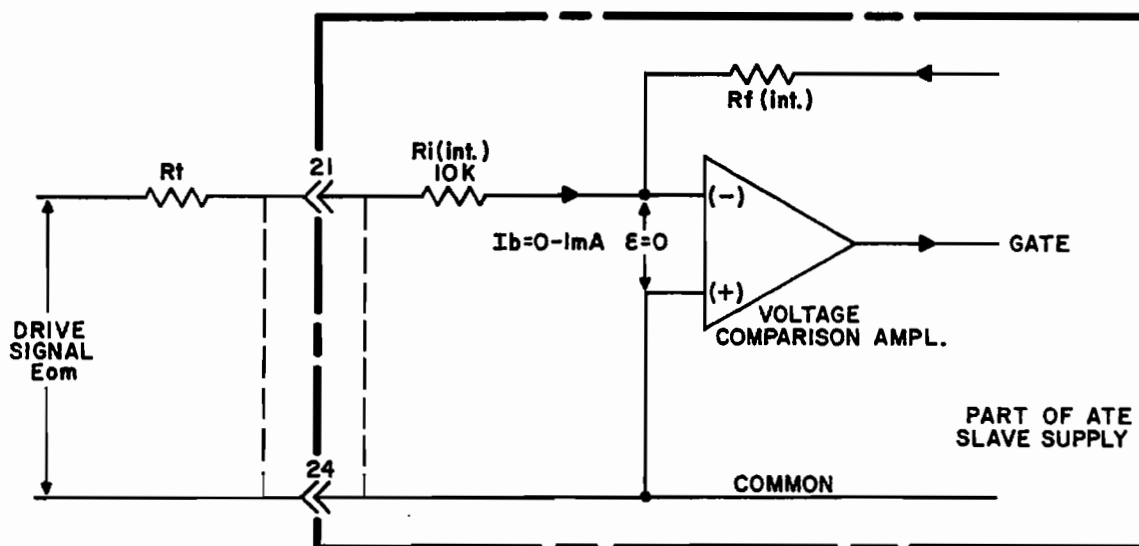 Rf (int.)
Rt
21
Ri (int.)
10K
(-)
Ib=0-1mA
ε=0
GATE
(+)
DRIVE
SIGNAL
Eom
VOLTAGE
COMPARISON AMPL.
PART OF ATE
SLAVE SUPPLY
24
COMMON